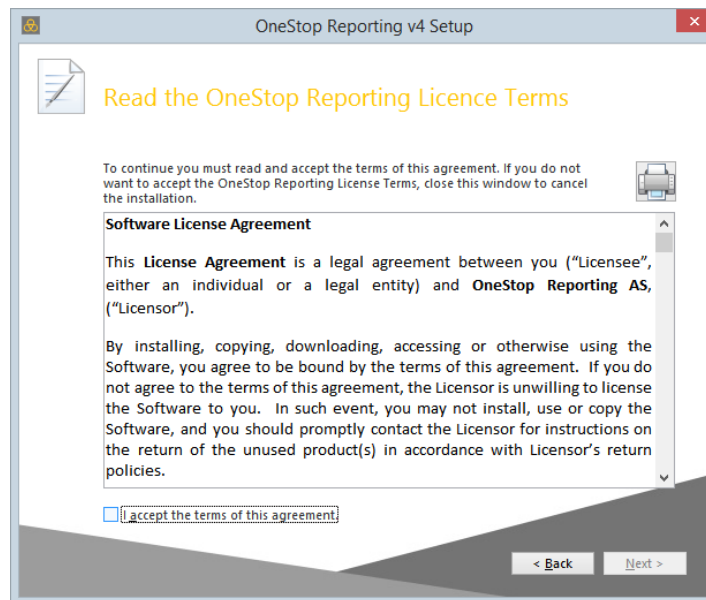 OneStop Reporting v4 Setup
Read the OneStop Reporting Licence Terms
To continue you must read and accept the terms of this agreement. If you do not
want to accept the OneStop Reporting License Terms, close this window to cancel
the installation.
Software License Agreement
This License Agreement is a legal agreement between you (“Licensee”,
either an individual or a legal entity) and OneStop Reporting AS,
(“Licensor”).
By installing, copying, downloading, accessing or otherwise using the
Software, you agree to be bound by the terms of this agreement. If you do
not agree to the terms of this agreement, the Licensor is unwilling to license
the Software to you. In such event, you may not install, use or copy the
Software, and you should promptly contact the Licensor for instructions on
the return of the unused product(s) in accordance with Licensor’s return
policies.
I accept the terms of this agreement.
< Back Next >